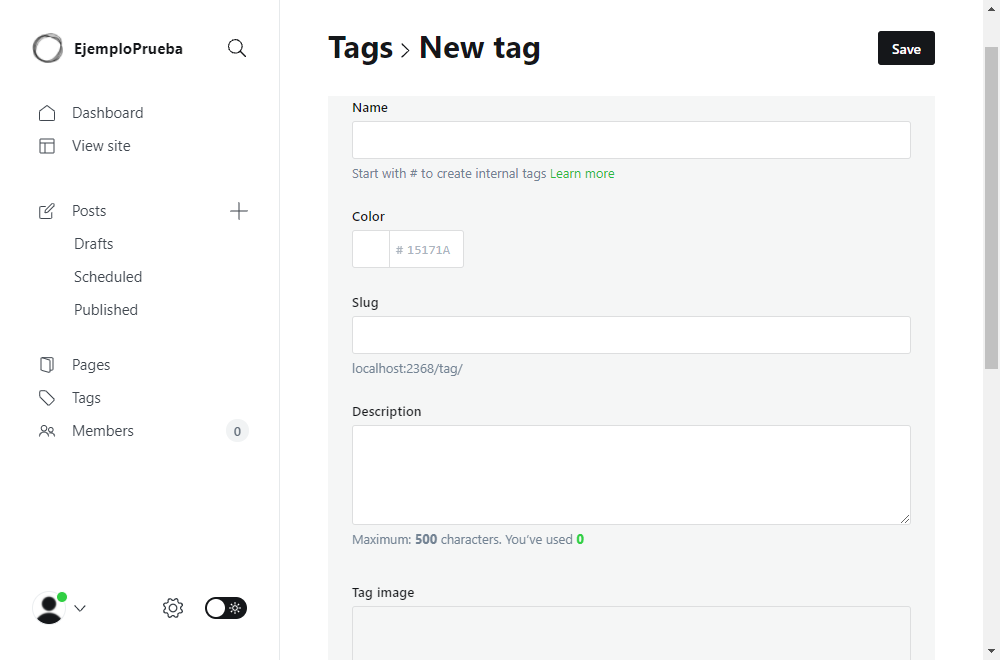 EjemploPrueba
Dashboard
View site
Posts
Drafts
Scheduled
Published
Pages
Tags
Members 0
Tags > New tag
Save
Name
Start with # to create internal tags Learn more
Color
# 15171A
Slug
localhost:2368/tag/
Description
Maximum: 500 characters. You’ve used 0
Tag image